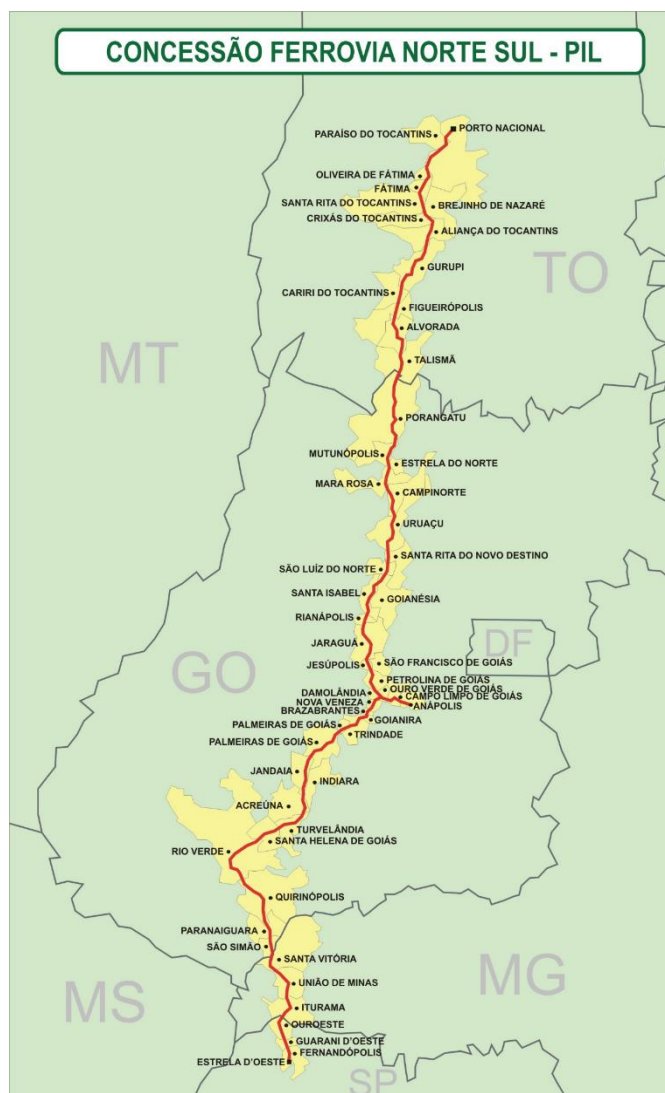 CONCESSÃO FERROVIA NORTE SUL - PIL
PORTO NACIONAL
PARAÍSO DO TOCANTINS
OLIVEIRA DE FÁTIMA
FÁTIMA
SANTA RITA DO TOCANTINS
BREJINHO DE NAZARÉ
CRIXÁS DO TOCANTINS
ALIANÇA DO TOCANTINS
GURUPI
TO
CARIRI DO TOCANTINS
FIGUEIRÓPOLIS
ALVORADA
MT
TALISMÃ
PORANGATU
MUTUNÓPOLIS
ESTRELA DO NORTE
MARA ROSA
CAMPINORTE
URUAÇU
SANTA RITA DO NOVO DESTINO
SÃO LUÍZ DO NORTE
SANTA ISABEL
GOIANÉSIA
RIANÁPOLIS
JARAGUÁ
DF
GO
JESÚPOLIS
SÃO FRANCISCO DE GOIÁS
PETROLINA DE GOIÁS
OURO VERDE DE GOIÁS
DAMOLÂNDIA
CAMPO LIMPO DE GOIÁS
NOVA VENEZA
ANÁPOLIS
BRAZABRANTES
GOIANIRA
PALMEIRAS DE GOIÁS
TRINDADE
PALMEIRAS DE GOIÁS
JANDAIA
INDIARA
ACREÚNA
TURVELÂNDIA
SANTA HELENA DE GOIÁS
RIO VERDE
QUIRINÓPOLIS
PARANAIGUARA
SÃO SIMÃO
SANTA VITÓRIA
MG
UNIÃO DE MINAS
MS
ITURAMA
OUROESTE
GUARANI D'OESTE
FERNANDÓPOLIS
ESTRELA D'OESTE
SP